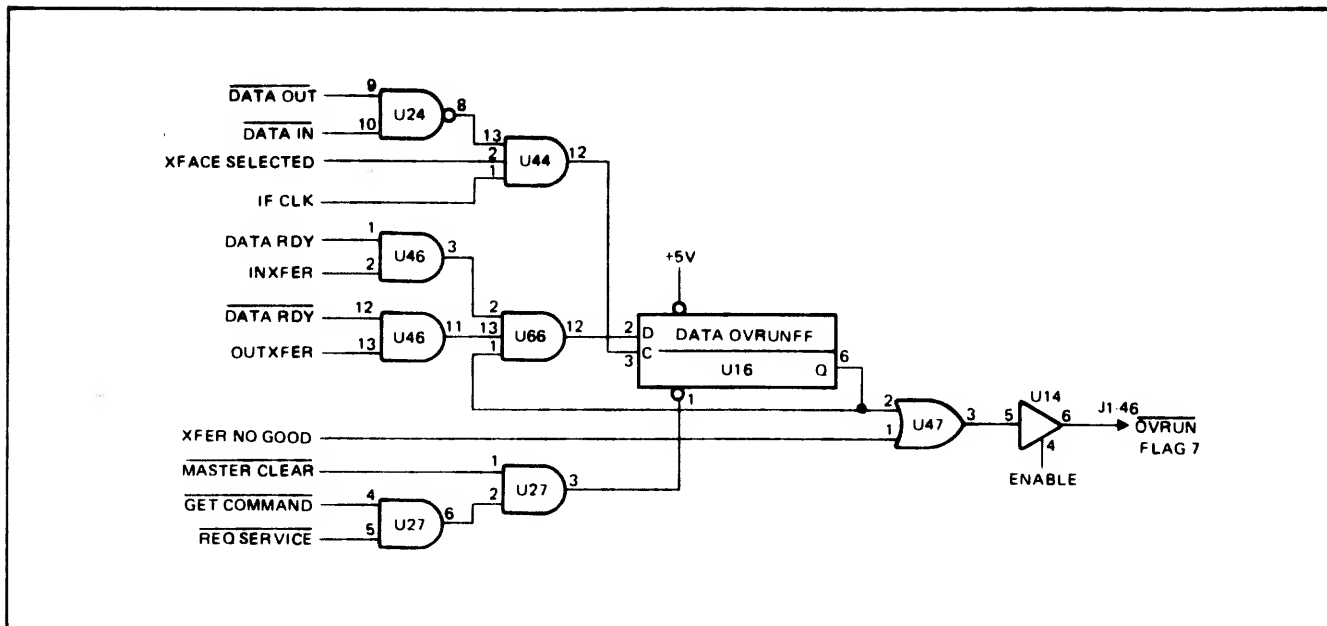 DATA OUT
9
DATA IN
10
U24
8
XFACE SELECTED
13
2
1
U44
12
IF CLK
DATA RDY
1
INXFER
2
U46
3
DATA RDY
12
OUTXFER
13
U46
11
2
13
1
U66
12
+5V
2
D
DATA OVRUNFF
3
C
U16
Q
6
1
XFER NO GOOD
2
1
U47
3
5
U14
6
4
ENABLE
J1-46
OVRUN
FLAG 7
MASTER CLEAR
1
2
U27
3
GET COMMAND
4
REQ SERVICE
5
U27
6